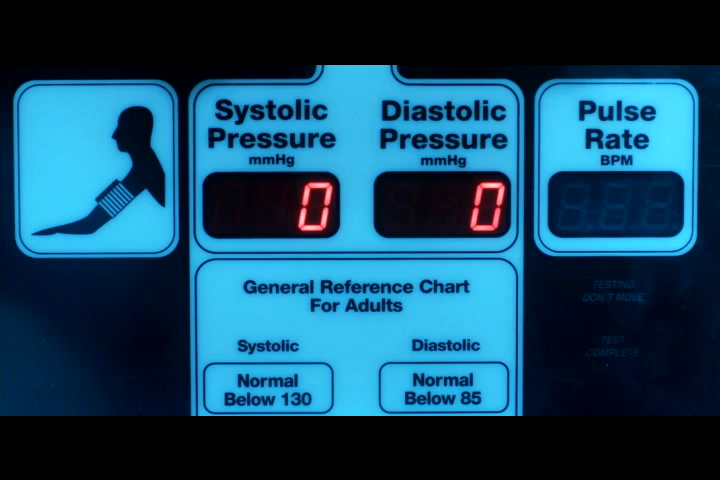 Systolic
Pressure
mmHg
0
Diastolic
Pressure
mmHg
0
Pulse
Rate
BPM
General Reference Chart
For Adults
Systolic
Diastolic
Normal
Below 130
Normal
Below 85
TESTING
DON'T MOVE
TEST
COMPLETE